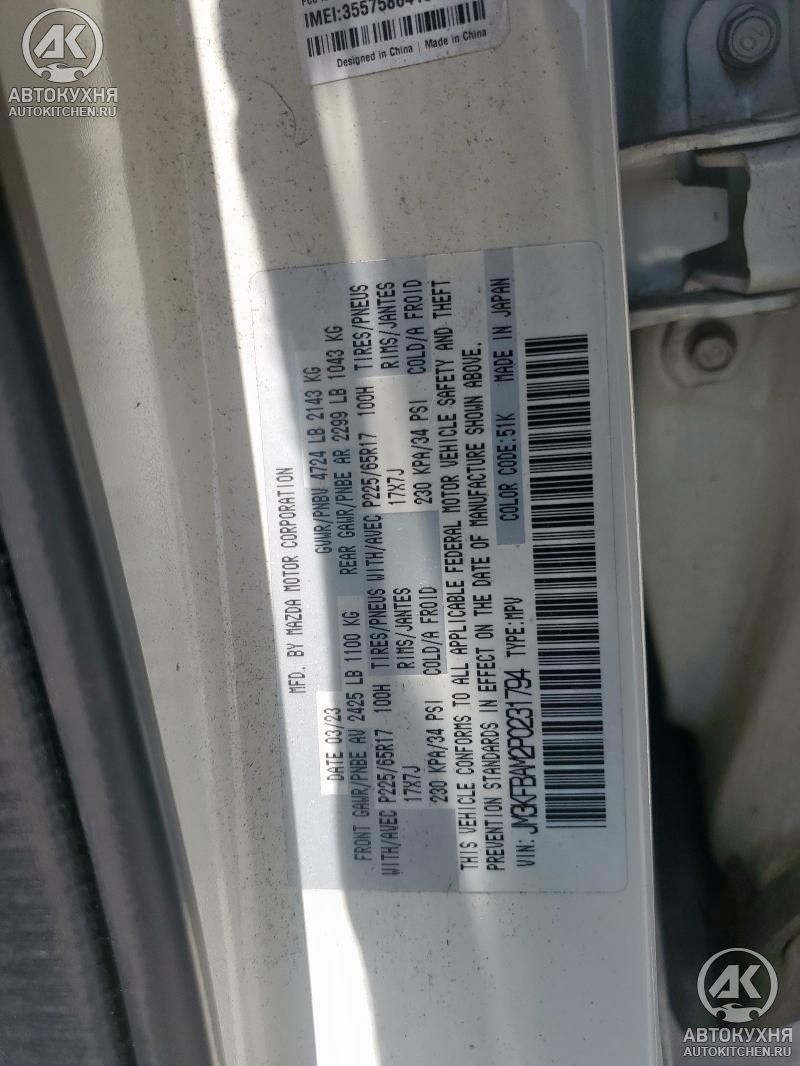 IMEI:
Designed in China | Made in China
AK
АВТОКУХНЯ
AUTOKITCHEN.RU
MFD. BY MAZDA MOTOR CORPORATION
DATE 03/23 GVWR/PNBV 4724 LB 2143 KG
FRONT GAWR/PNBE AV 2425 LB 1100 KG REAR GAWR/PNBE AR 2299 LB 1043 KG
WITH/AVEC P225/65R17 100H TIRES/PNEUS WITH/AVEC P225/65R17 100H TIRES/PNEUS
17X7J RIMS/JANTES 17X7J RIMS/JANTES
230 KPA/34 PSI COLD/A FROID 230 KPA/34 PSI COLD/A FROID
THIS VEHICLE CONFORMS TO ALL APPLICABLE FEDERAL MOTOR VEHICLE SAFETY AND THEFT
PREVENTION STANDARDS IN EFFECT ON THE DATE OF MANUFACTURE SHOWN ABOVE.
COLOR CODE:51K MADE IN JAPAN
VIN:JM3KFBAM2P0231794 TYPE:MPV
AK
АВТОКУХНЯ
AUTOKITCHEN.RU